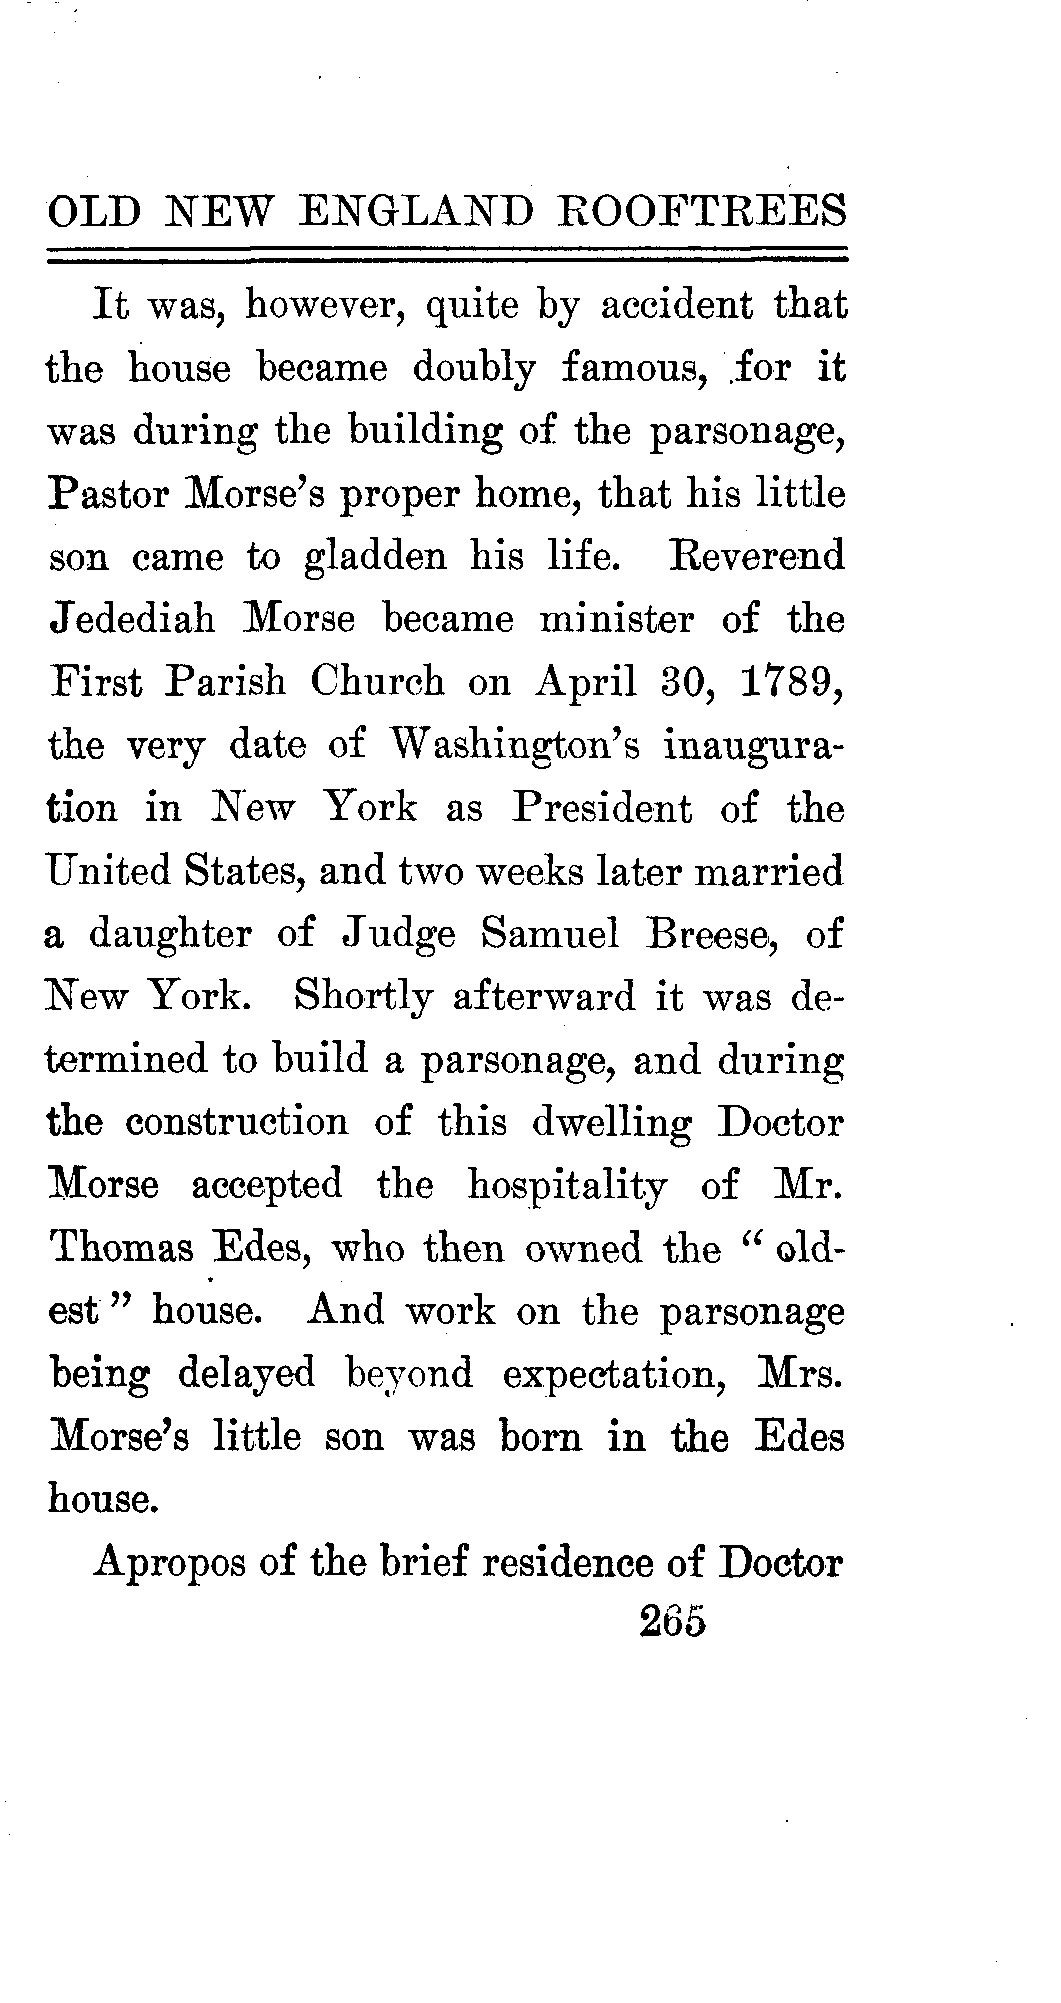 OLD NEW ENGLAND ROOFTREES
It was, however, quite by accident that
the house became doubly famous, for it
was during the building of the parsonage,
Pastor Morse's proper home, that his little
son came to gladden his life. Reverend
Jedediah Morse became minister of the
First Parish Church on April 30, 1789,
the very date of Washington's inaugura-
tion in New York as President of the
United States, and two weeks later married
a daughter of Judge Samuel Breese, of
New York. Shortly afterward it was de-
termined to build a parsonage, and during
the construction of this dwelling Doctor
Morse accepted the hospitality of Mr.
Thomas Edes, who then owned the " old-
est " house. And work on the parsonage
being delayed beyond expectation, Mrs.
Morse's little son was born in the Edes
house.
Apropos of the brief residence of Doctor
265